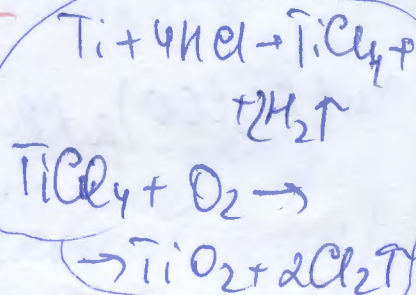 Ti + 4HCl → TiCl₄ +
+2H₂↑
TiCl₄ + O₂ →
→ TiO₂ + 2Cl₂↑